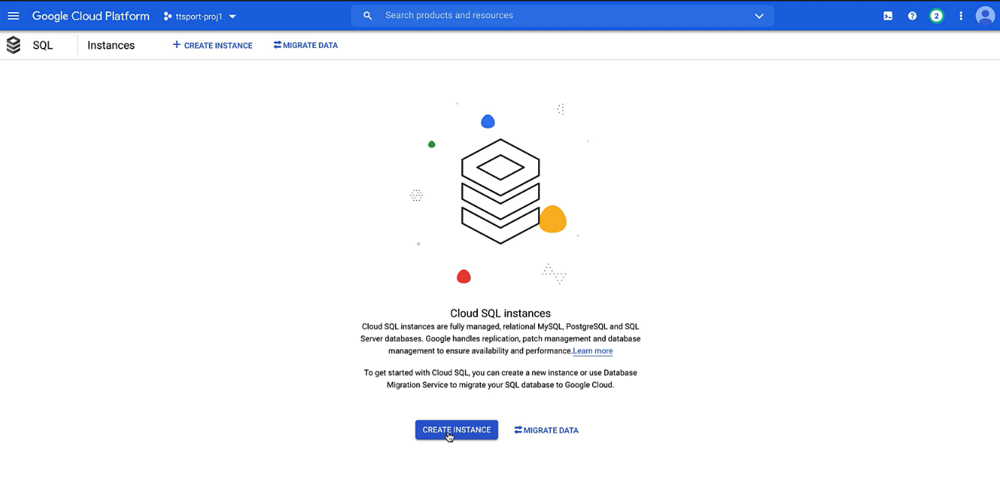 Google Cloud Platform ttsport-proj1 Search products and resources 2
SQL Instances CREATE INSTANCE MIGRATE DATA
Cloud SQL instances
Cloud SQL instances are fully managed, relational MySQL, PostgreSQL and SQL
Server databases. Google handles replication, patch management and database
management to ensure availability and performance.Learn more
To get started with Cloud SQL, you can create a new instance or use Database
Migration Service to migrate your SQL database to Google Cloud.
CREATE INSTANCE MIGRATE DATA